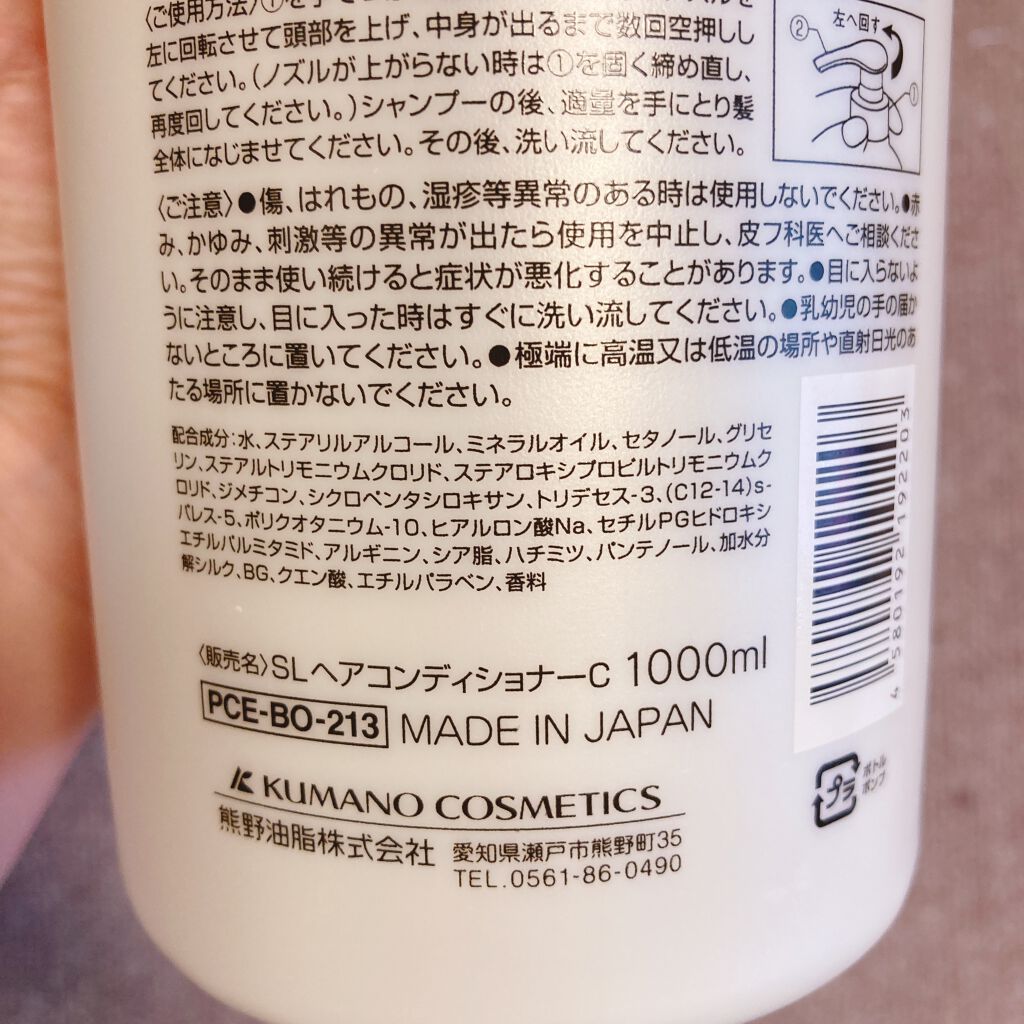 〈ご使用方法〉①を手で
左に回転させて頭部を上げ、中身が出るまで数回空押しし
てください。(ノズルが上がらない時は①を固く締め直し、
再度回してください。)シャンプーの後、適量を手にとり髪
全体になじませてください。その後、洗い流してください。
左へ回す
②
①
〈ご注意〉●傷、はれもの、湿疹等異常のある時は使用しないでください。●赤
み、かゆみ、刺激等の異常が出たら使用を中止し、皮フ科医へご相談くださ
い。そのまま使い続けると症状が悪化することがあります。●目に入らないよ
うに注意し、目に入った時はすぐに洗い流してください。●乳幼児の手の届か
ないところに置いてください。●極端に高温又は低温の場所や直射日光のあ
たる場所に置かないでください。
配合成分:水、ステアリルアルコール、ミネラルオイル、セタノール、グリセ
リン、ステアルトリモニウムクロリド、ステアロキシプロピルトリモニウムク
ロリド、ジメチコン、シクロペンタシロキサン、トリデセス-3、(C12-14)s-
パレス-5、ポリクオタニウム-10、ヒアルロン酸Na、セチルPGヒドロキシ
エチルパルミタミド、アルギニン、シア脂、ハチミツ、パンテノール、加水分
解シルク、BG、クエン酸、エチルパラベン、香料
4580192192203
〈販売名〉SLヘアコンディショナーC 1000ml
PCE-BO-213 MADE IN JAPAN
プラ
ボトル
ポンプ
KUMANO COSMETICS
熊野油脂株式会社 愛知県瀬戸市熊野町35
TEL.0561-86-0490